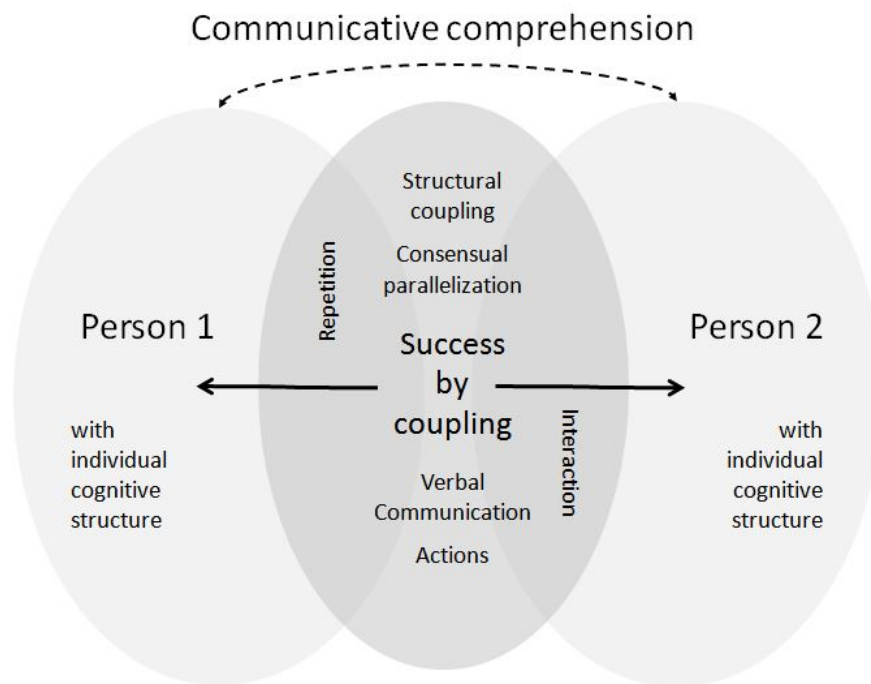 Communicative comprehension
Structural
coupling
Consensual
parallelization
Repetition
Person 1
Person 2
Success
by
coupling
with
individual
cognitive
structure
Interaction
with
individual
cognitive
structure
Verbal
Communication
Actions